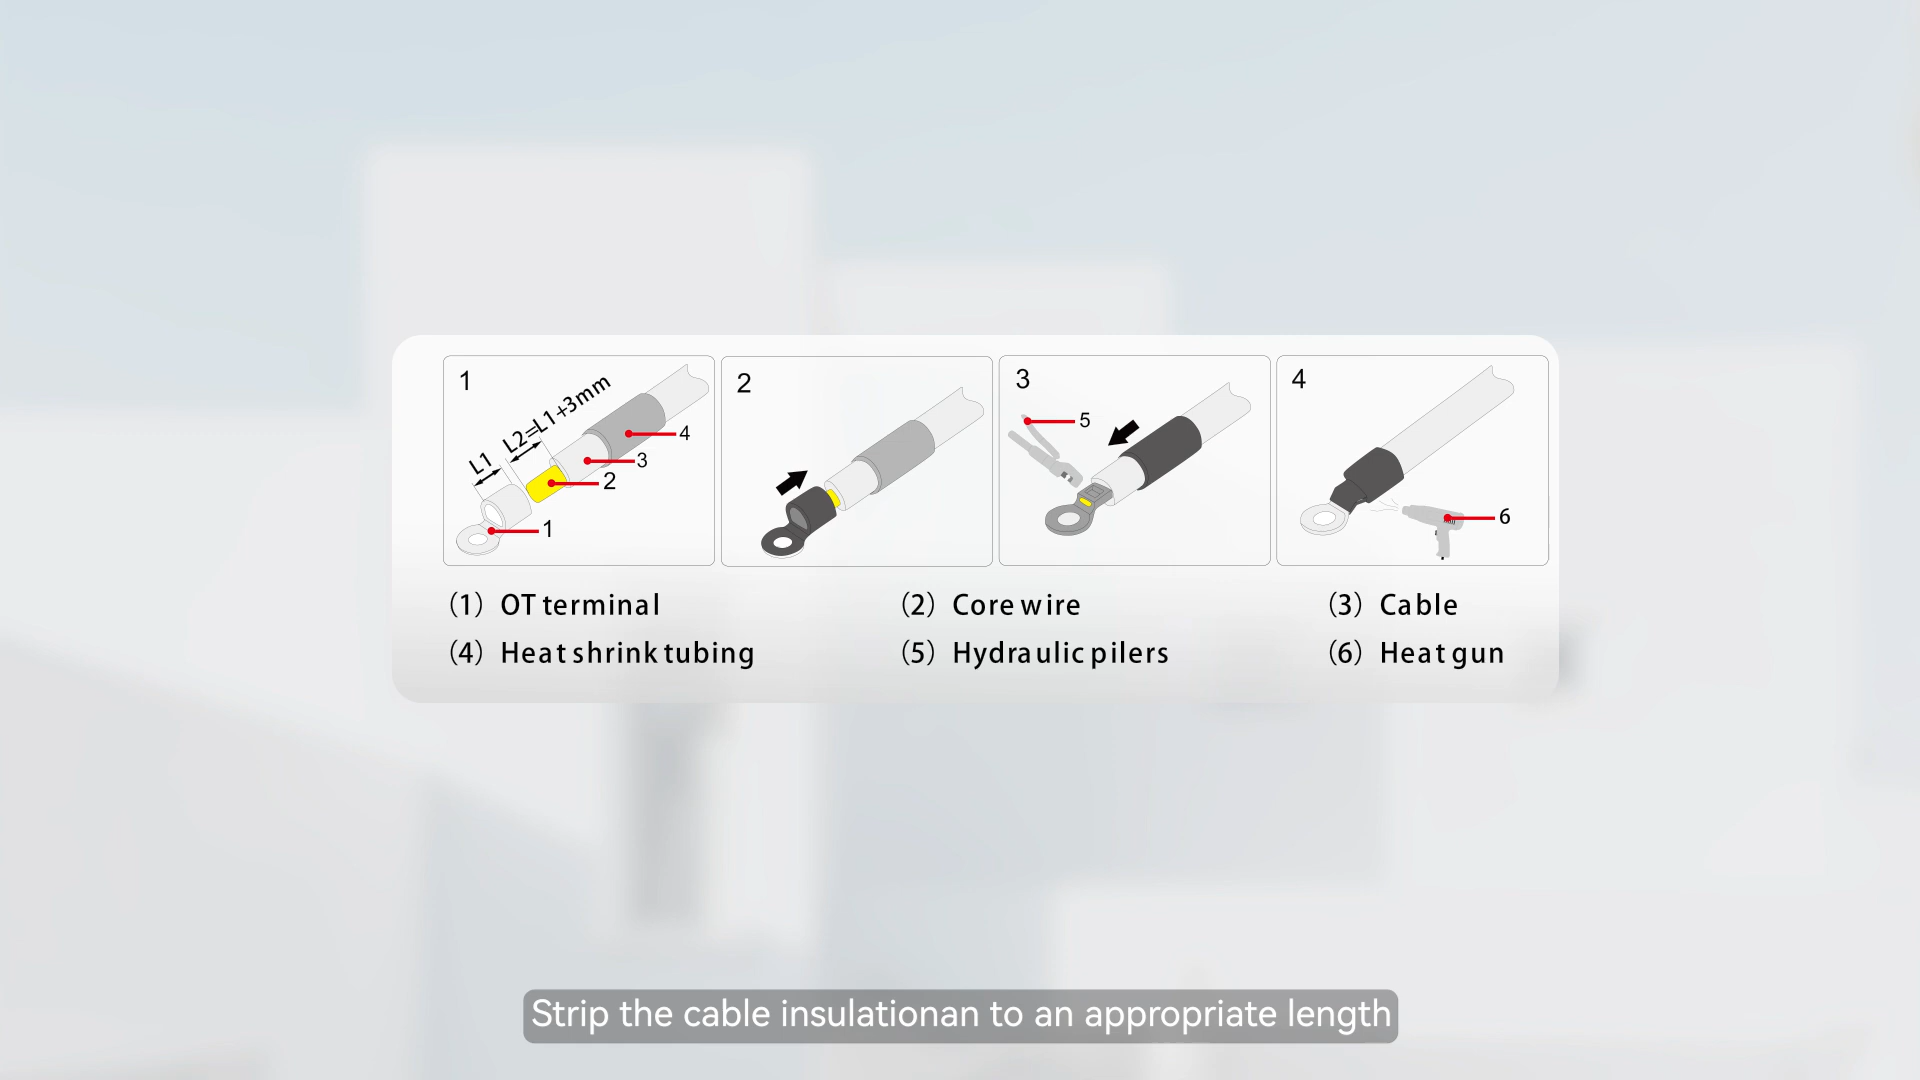 1
L1
L2=L1+3mm
4
3
2
1
2
3
5
4
6
（1） OT terminal
（2） Core wire
（3） Cable
（4） Heat shrink tubing
（5） Hydraulic pilers
（6） Heat gun
Strip the cable insulationan to an appropriate length